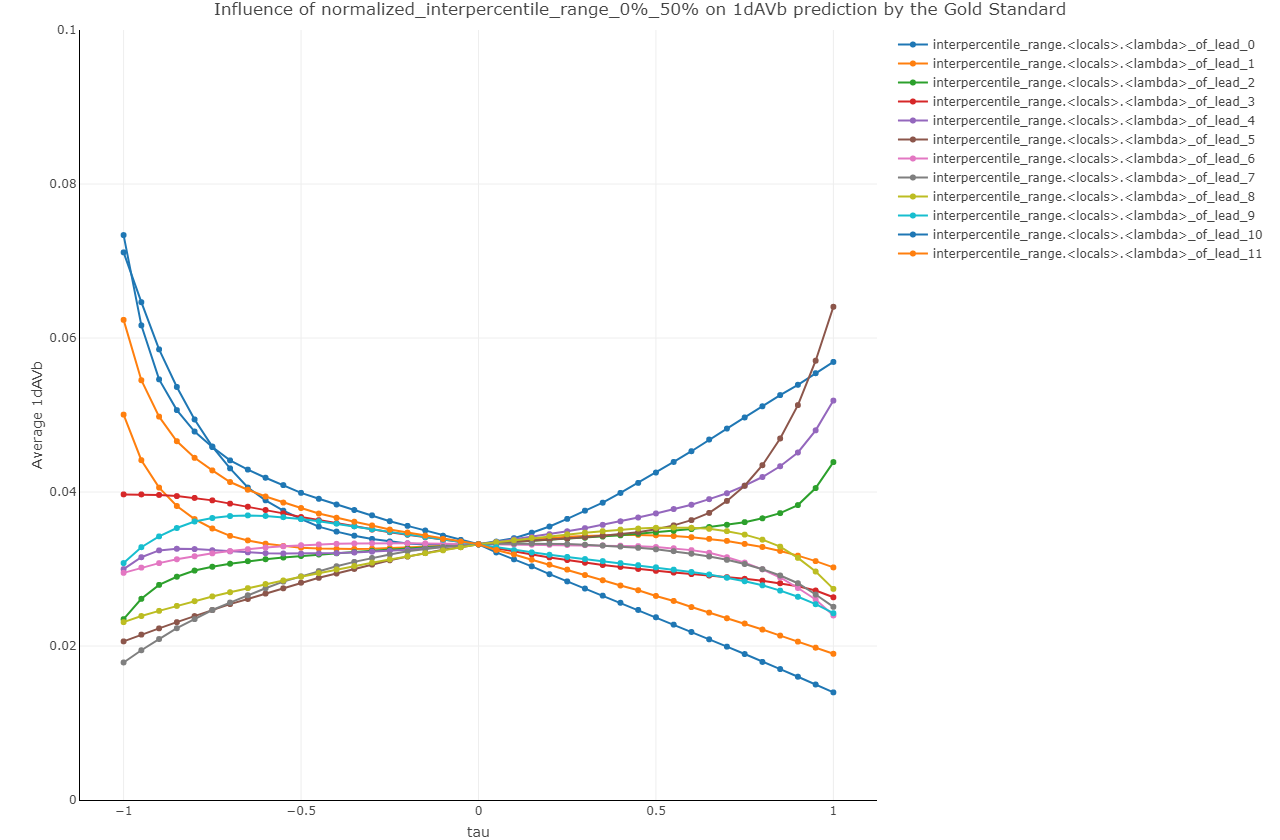 Influence of normalized_interpercentile_range_0%_50% on 1dAVb prediction by the Gold Standard
0.1
0.08
0.06
0.04
0.02
0
Average 1dAVb
−1
−0.5
0
0.5
1
tau
interpercentile_range.<locals>.<lambda>_of_lead_0
interpercentile_range.<locals>.<lambda>_of_lead_1
interpercentile_range.<locals>.<lambda>_of_lead_2
interpercentile_range.<locals>.<lambda>_of_lead_3
interpercentile_range.<locals>.<lambda>_of_lead_4
interpercentile_range.<locals>.<lambda>_of_lead_5
interpercentile_range.<locals>.<lambda>_of_lead_6
interpercentile_range.<locals>.<lambda>_of_lead_7
interpercentile_range.<locals>.<lambda>_of_lead_8
interpercentile_range.<locals>.<lambda>_of_lead_9
interpercentile_range.<locals>.<lambda>_of_lead_10
interpercentile_range.<locals>.<lambda>_of_lead_11